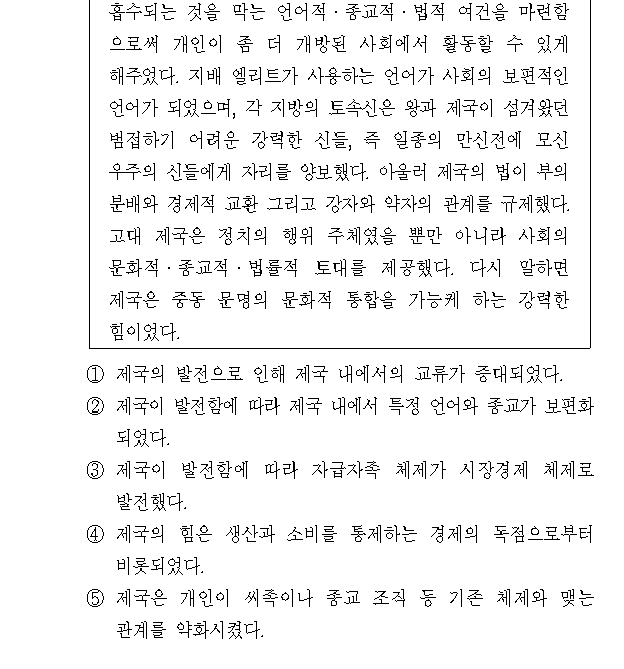 흡수되는 것을 막는 언어적·종교적·법적 여건을 마련함
으로써 개인이 좀 더 개방된 사회에서 활동할 수 있게
해주었다. 지배 엘리트가 사용하는 언어가 사회의 보편적인
언어가 되었으며, 각 지방의 토속신은 왕과 제국이 섬겨왔던
범접하기 어려운 강력한 신들, 즉 일종의 만신전에 모신
우주의 신들에게 자리를 양보했다. 아울러 제국의 법이 부의
분배와 경제적 교환 그리고 강자와 약자의 관계를 규제했다.
고대 제국은 정치의 행위 주체였을 뿐만 아니라 사회의
문화적·종교적·법률적 토대를 제공했다. 다시 말하면
제국은 중동 문명의 문화적 통합을 가능케 하는 강력한
힘이었다.
① 제국의 발전으로 인해 제국 내에서의 교류가 증대되었다.
② 제국이 발전함에 따라 제국 내에서 특정 언어와 종교가 보편화
되었다.
③ 제국이 발전함에 따라 자급자족 체제가 시장경제 체제로
발전했다.
④ 제국의 힘은 생산과 소비를 통제하는 경제의 독점으로부터
비롯되었다.
⑤ 제국은 개인이 씨족이나 종교 조직 등 기존 체제와 맺는
관계를 약화시켰다.